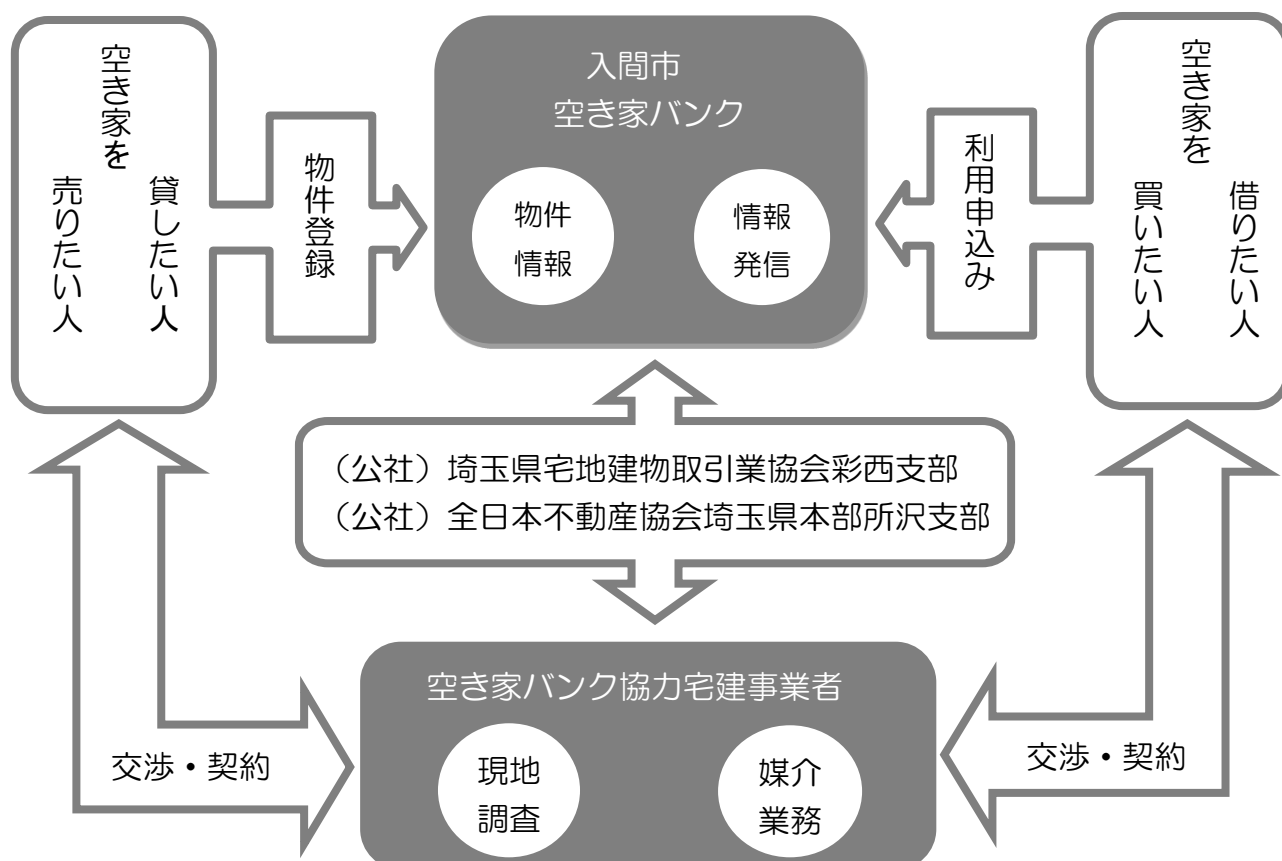 空き家を
貸したい人
売りたい人
物件登録
入間市
空き家バンク
物件
情報
情報
発信
利用申込み
空き家を
借りたい人
買いたい人
（公社）埼玉県宅地建物取引業協会彩西支部
（公社）全日本不動産協会埼玉県本部所沢支部
空き家バンク協力宅建事業者
交渉・契約
現地
調査
媒介
業務
交渉・契約